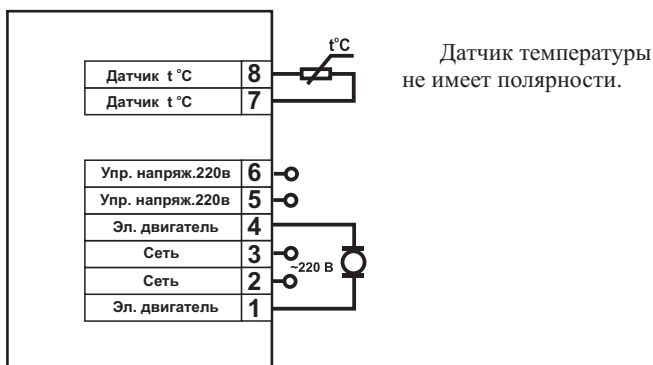 t°C
Датчик температуры
не имеет полярности.
Датчик t °C 8
Датчик t °C 7
Упр. напряж.220в 6
Упр. напряж.220в 5
Эл. двигатель 4
Сеть 3
~220 В
Сеть 2
Эл. двигатель 1